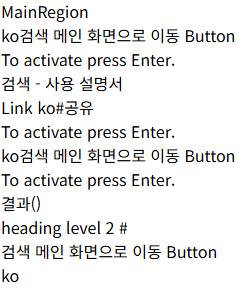 MainRegion
ko검색 메인 화면으로 이동 Button
To activate press Enter.
검색 - 사용 설명서
Link ko#공유
To activate press Enter.
ko검색 메인 화면으로 이동 Button
To activate press Enter.
결과()
heading level 2 #
검색 메인 화면으로 이동 Button
ko